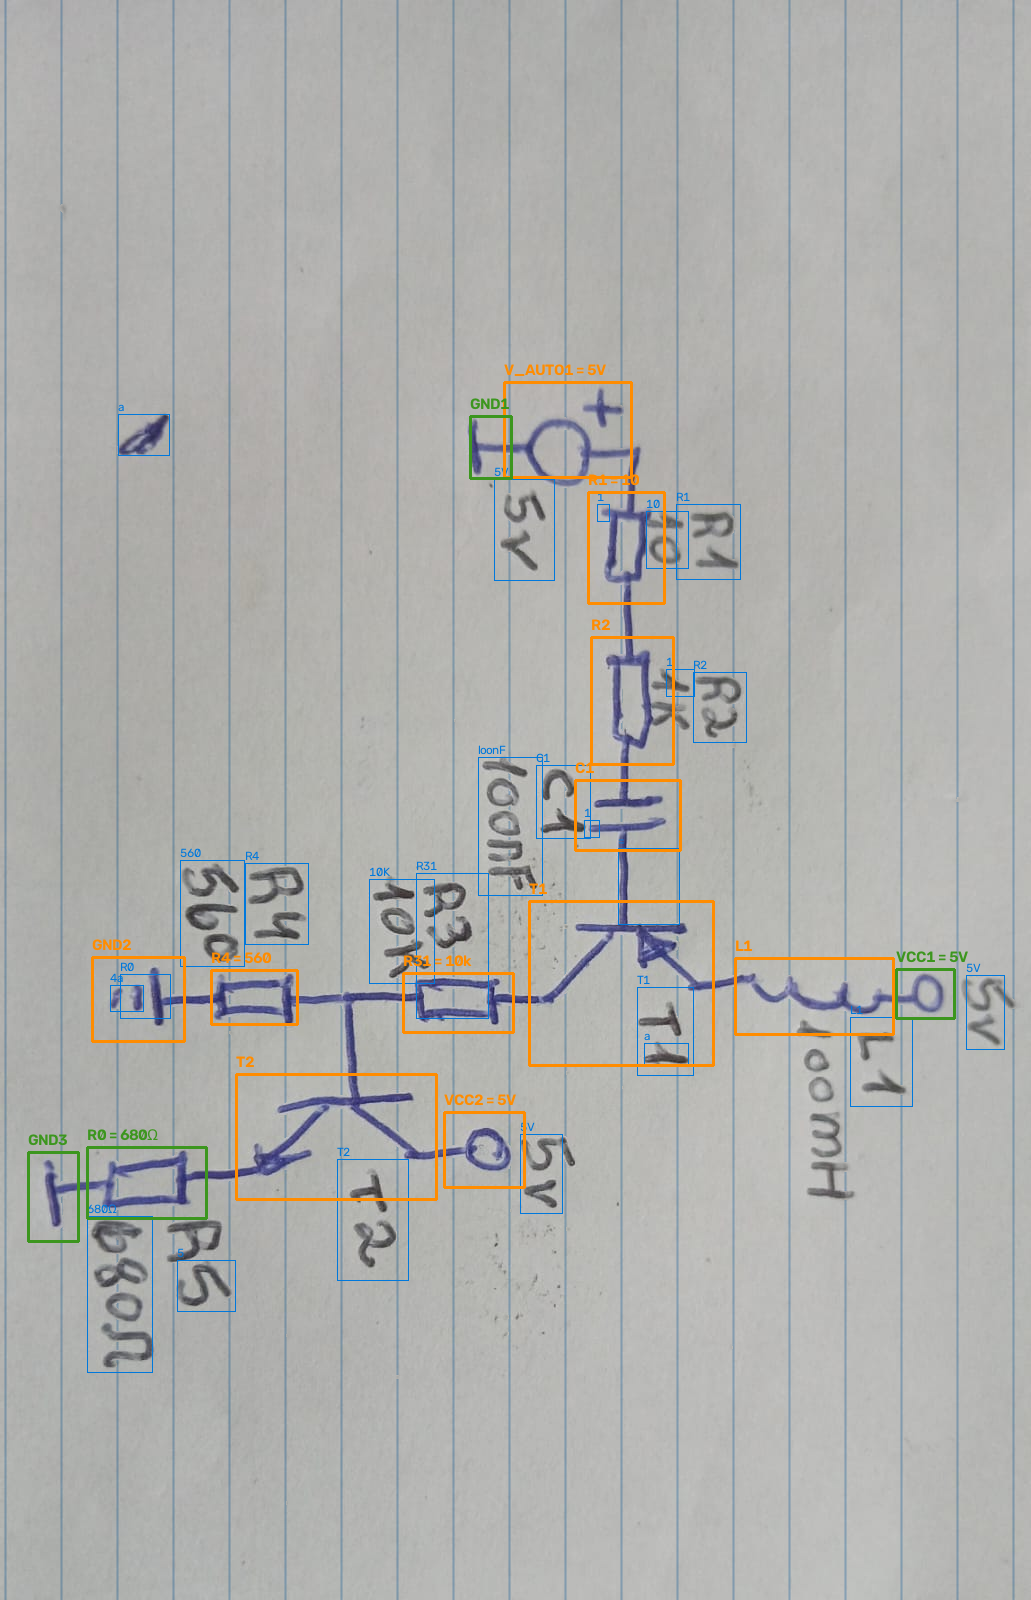 V_AUTO1 = 5V
GND1
a
5V
5V
R1 = 10
1
10
R1
10
R1
R2
1
R2
1K
R2
100nF
C1
C1
1
100nF
C1
560
R4
560
R4
10K
R31
10K
R3
T1
GND2
R0
4a
R4 = 560
R31 = 10k
L1
VCC1 = 5V
5V
5V
T1
T1
a
L1
100mH
T2
VCC2 = 5V
5V
5V
GND3
R0 = 680Ω
T2
T2
680Ω
680Ω
R5
5